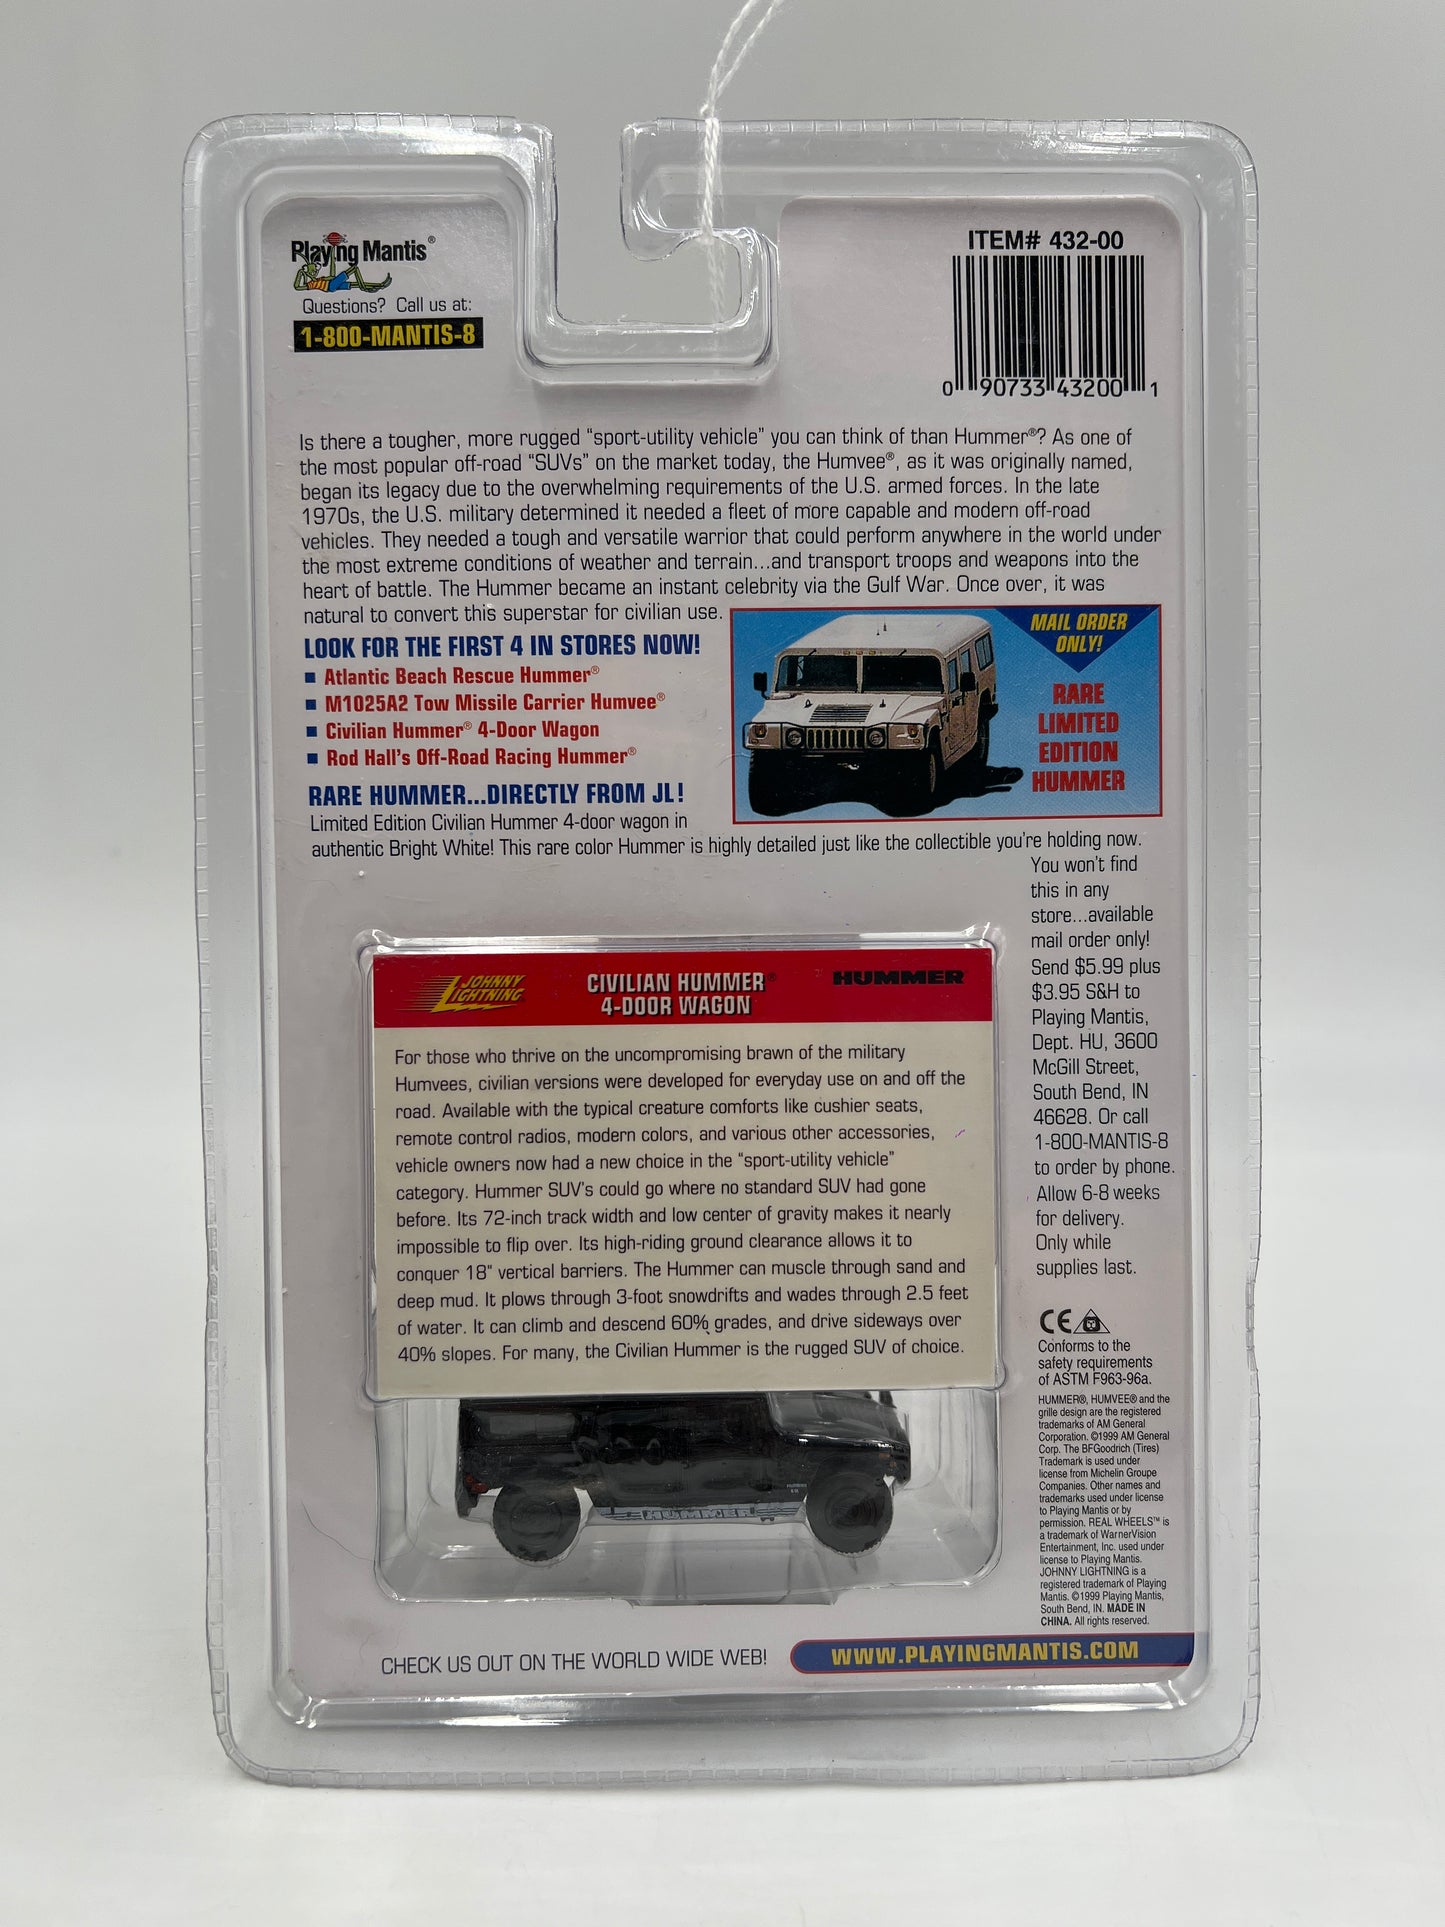 Playing Mantis®
Questions? Call us at:
1-800-MANTIS-8
ITEM# 432-00
0 90733 43200 1
Is there a tougher, more rugged “sport-utility vehicle” you can think of than Hummer®? As one of
the most popular off-road “SUVs” on the market today, the Humvee®, as it was originally named,
began its legacy due to the overwhelming requirements of the U.S. armed forces. In the late
1970s, the U.S. military determined it needed a fleet of more capable and modern off-road
vehicles. They needed a tough and versatile warrior that could perform anywhere in the world under
the most extreme conditions of weather and terrain...and transport troops and weapons into the
heart of battle. The Hummer became an instant celebrity via the Gulf War. Once over, it was
natural to convert this superstar for civilian use.
LOOK FOR THE FIRST 4 IN STORES NOW!
■ Atlantic Beach Rescue Hummer®
■ M1025A2 Tow Missile Carrier Humvee®
■ Civilian Hummer® 4-Door Wagon
■ Rod Hall's Off-Road Racing Hummer®
MAIL ORDER
ONLY!
RARE
LIMITED
EDITION
HUMMER
RARE HUMMER...DIRECTLY FROM JL!
Limited Edition Civilian Hummer 4-door wagon in
authentic Bright White! This rare color Hummer is highly detailed just like the collectible you're holding now.
You won't find
this in any
store...available
mail order only!
Send $5.99 plus
$3.95 S&H to
Playing Mantis,
Dept. HU, 3600
McGill Street,
South Bend, IN
46628. Or call
1-800-MANTIS-8
to order by phone.
Allow 6-8 weeks
for delivery.
Only while
supplies last.
JOHNNY
LIGHTNING
CIVILIAN HUMMER®
4-DOOR WAGON
HUMMER
For those who thrive on the uncompromising brawn of the military
Humvees, civilian versions were developed for everyday use on and off the
road. Available with the typical creature comforts like cushier seats,
remote control radios, modern colors, and various other accessories,
vehicle owners now had a new choice in the “sport-utility vehicle”
category. Hummer SUV's could go where no standard SUV had gone
before. Its 72-inch track width and low center of gravity makes it nearly
impossible to flip over. Its high-riding ground clearance allows it to
conquer 18" vertical barriers. The Hummer can muscle through sand and
deep mud. It plows through 3-foot snowdrifts and wades through 2.5 feet
of water. It can climb and descend 60% grades, and drive sideways over
40% slopes. For many, the Civilian Hummer is the rugged SUV of choice.
HUMMER
CE
Conforms to the
safety requirements
of ASTM F963-96a.
HUMMER®, HUMVEE® and the
grille design are the registered
trademarks of AM General
Corporation. ©1999 AM General
Corp. The BFGoodrich (Tires)
Trademark is used under
license from Michelin Groupe
Companies. Other names and
trademarks used under license
to Playing Mantis or by
permission. REAL WHEELS™ is
a trademark of WarnerVision
Entertainment, Inc. used under
license to Playing Mantis.
JOHNNY LIGHTNING is a
registered trademark of Playing
Mantis. ©1999 Playing Mantis,
South Bend, IN. MADE IN
CHINA. All rights reserved.
CHECK US OUT ON THE WORLD WIDE WEB!
WWW.PLAYINGMANTIS.COM